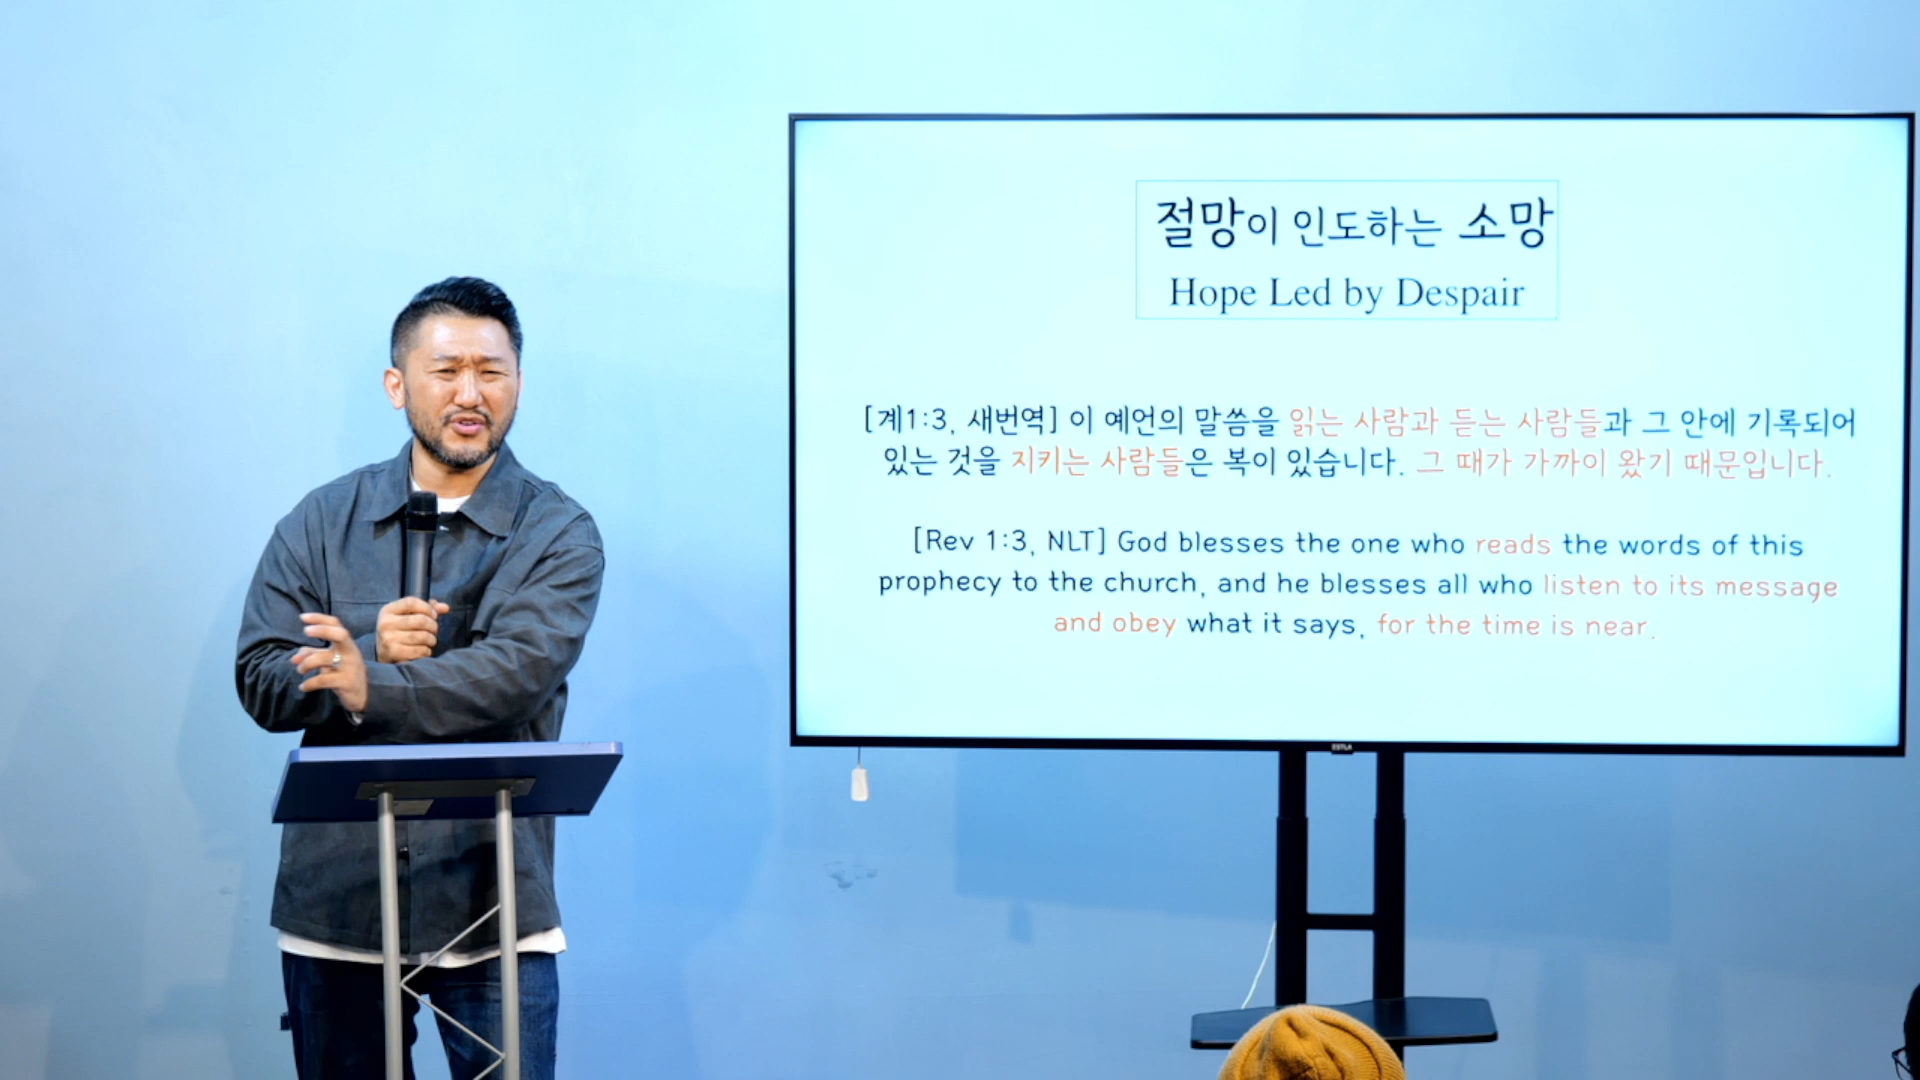 절망이 인도하는 소망
Hope Led by Despair
[계1:3, 새번역] 이 예언의 말씀을 읽는 사람과 듣는 사람들과 그 안에 기록되어
있는 것을 지키는 사람들은 복이 있습니다. 그 때가 가까이 왔기 때문입니다.
[Rev 1:3, NLT] God blesses the one who reads the words of this
prophecy to the church, and he blesses all who listen to its message
and obey what it says, for the time is near.